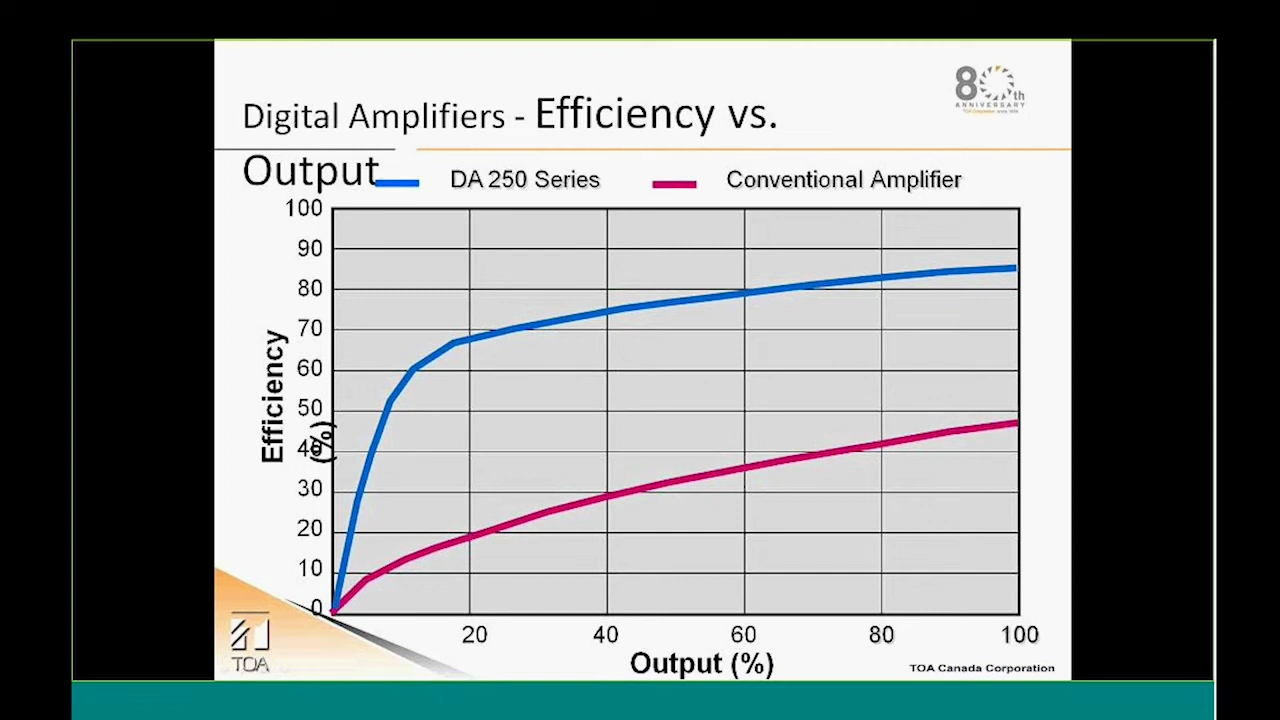 80th
ANNIVERSARY
Digital Amplifiers - Efficiency vs.
Output
DA 250 Series
Conventional Amplifier
100
90
80
70
60
50
40
30
20
10
0
Efficiency
(%)
20 40 60 80 100
Output (%)
TOA
TOA Canada Corporation